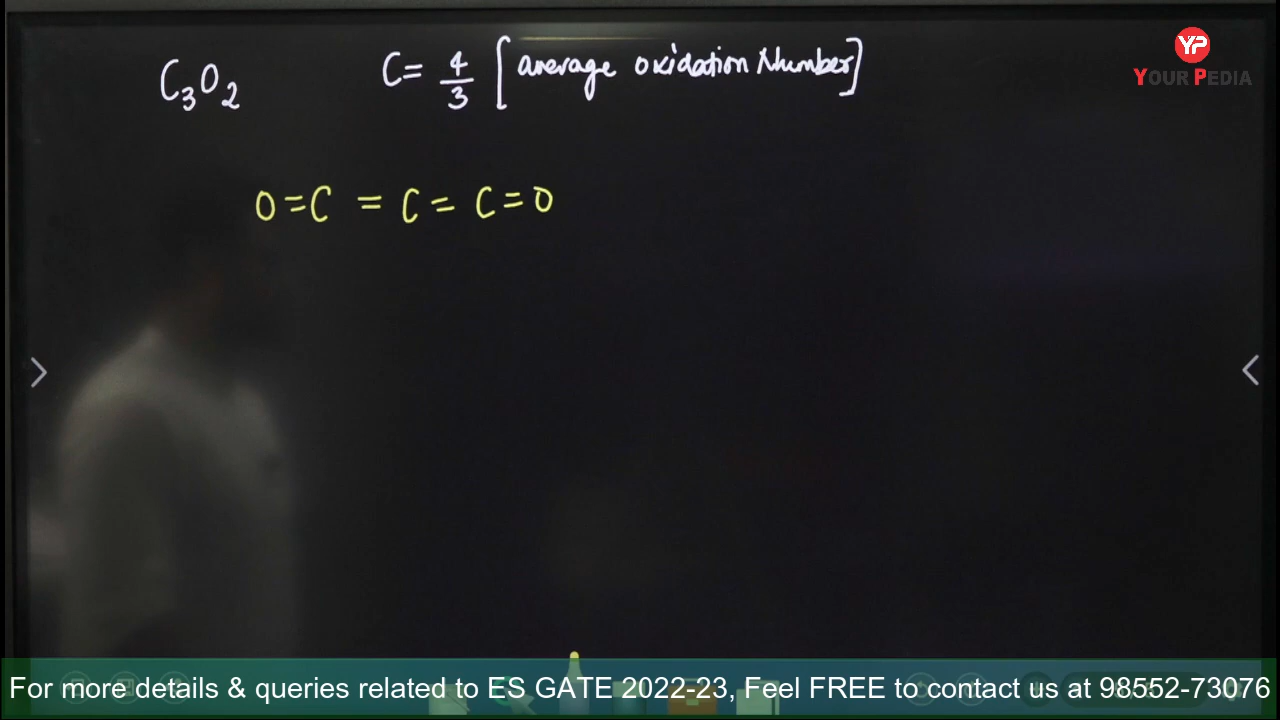 C₃O₂ C= 4/3 [average oxidation Number]
YP
YOUR PEDIA
O=C = C = C=O
For more details & queries related to ES GATE 2022-23, Feel FREE to contact us at 98552-73076